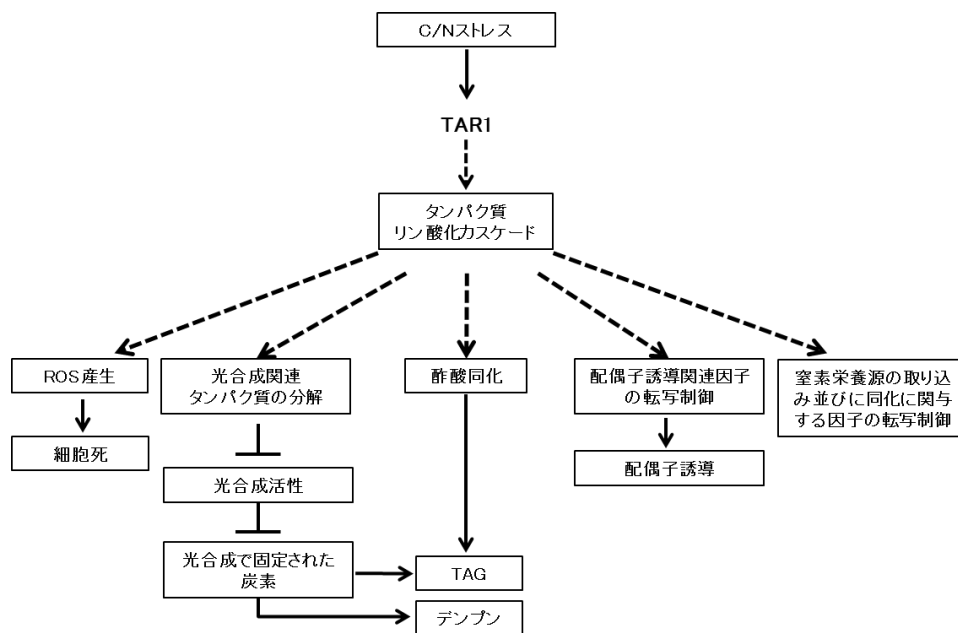 C/Nストレス
TAR1
タンパク質
リン酸化カスケード
ROS産生
細胞死
光合成関連
タンパク質の分解
光合成活性
光合成で固定された
炭素
酢酸同化
TAG
デンプン
配偶子誘導関連因子
の転写制御
配偶子誘導
窒素栄養源の取り込
み並びに同化に関与
する因子の転写制御